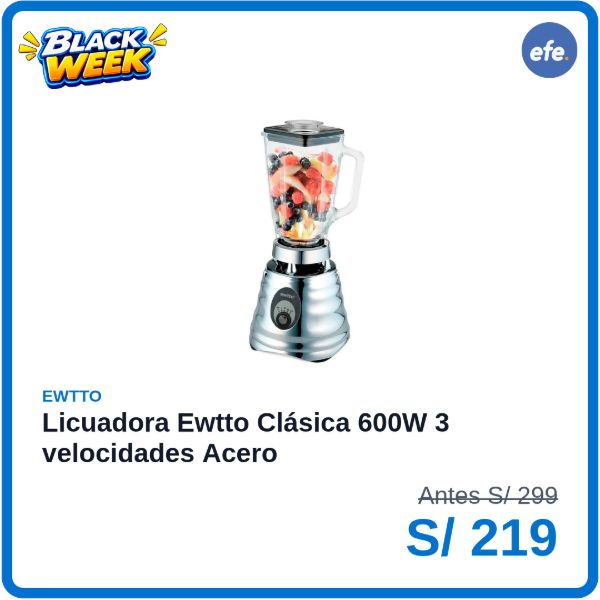 BLACK
WEEK
efe.
EWTTO
Licuadora Ewtto Clásica 600W 3
velocidades Acero
Antes S/ 299
S/ 219